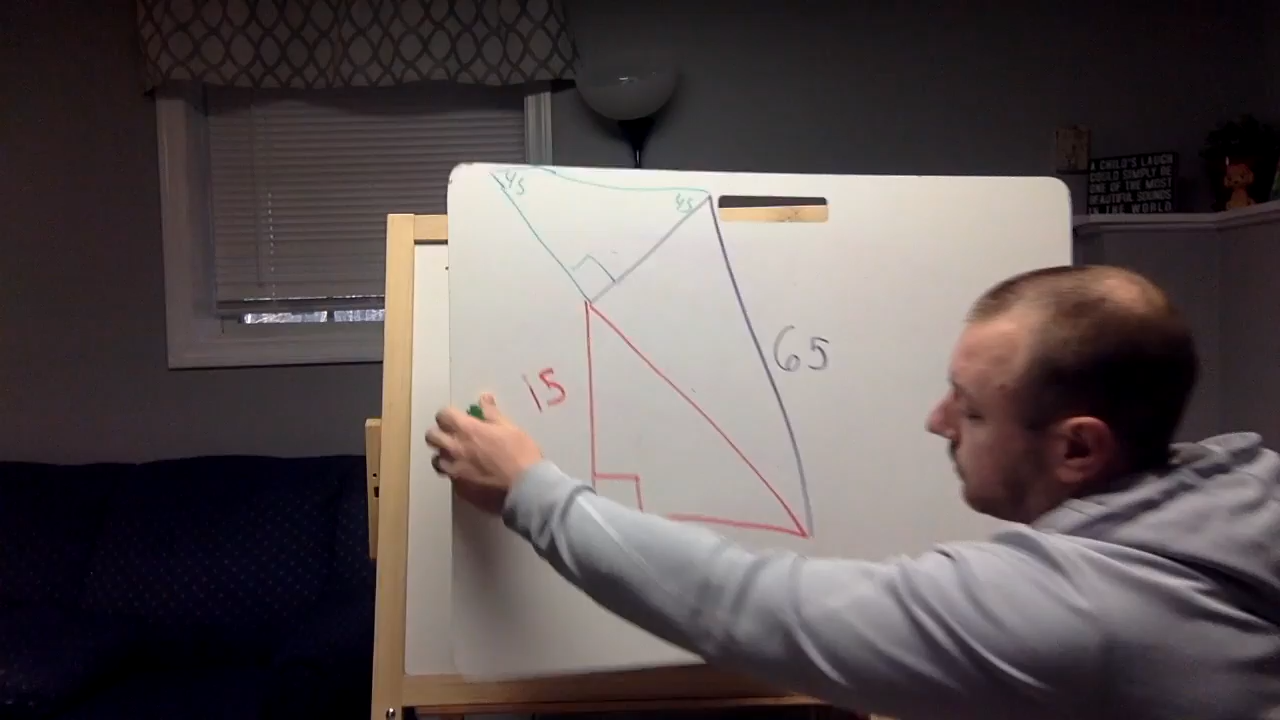 45
45
65
15
A CHILD'S LAUGH
COULD SIMPLY BE
ONE OF THE MOST
BEAUTIFUL SOUNDS
IN THE WORLD.